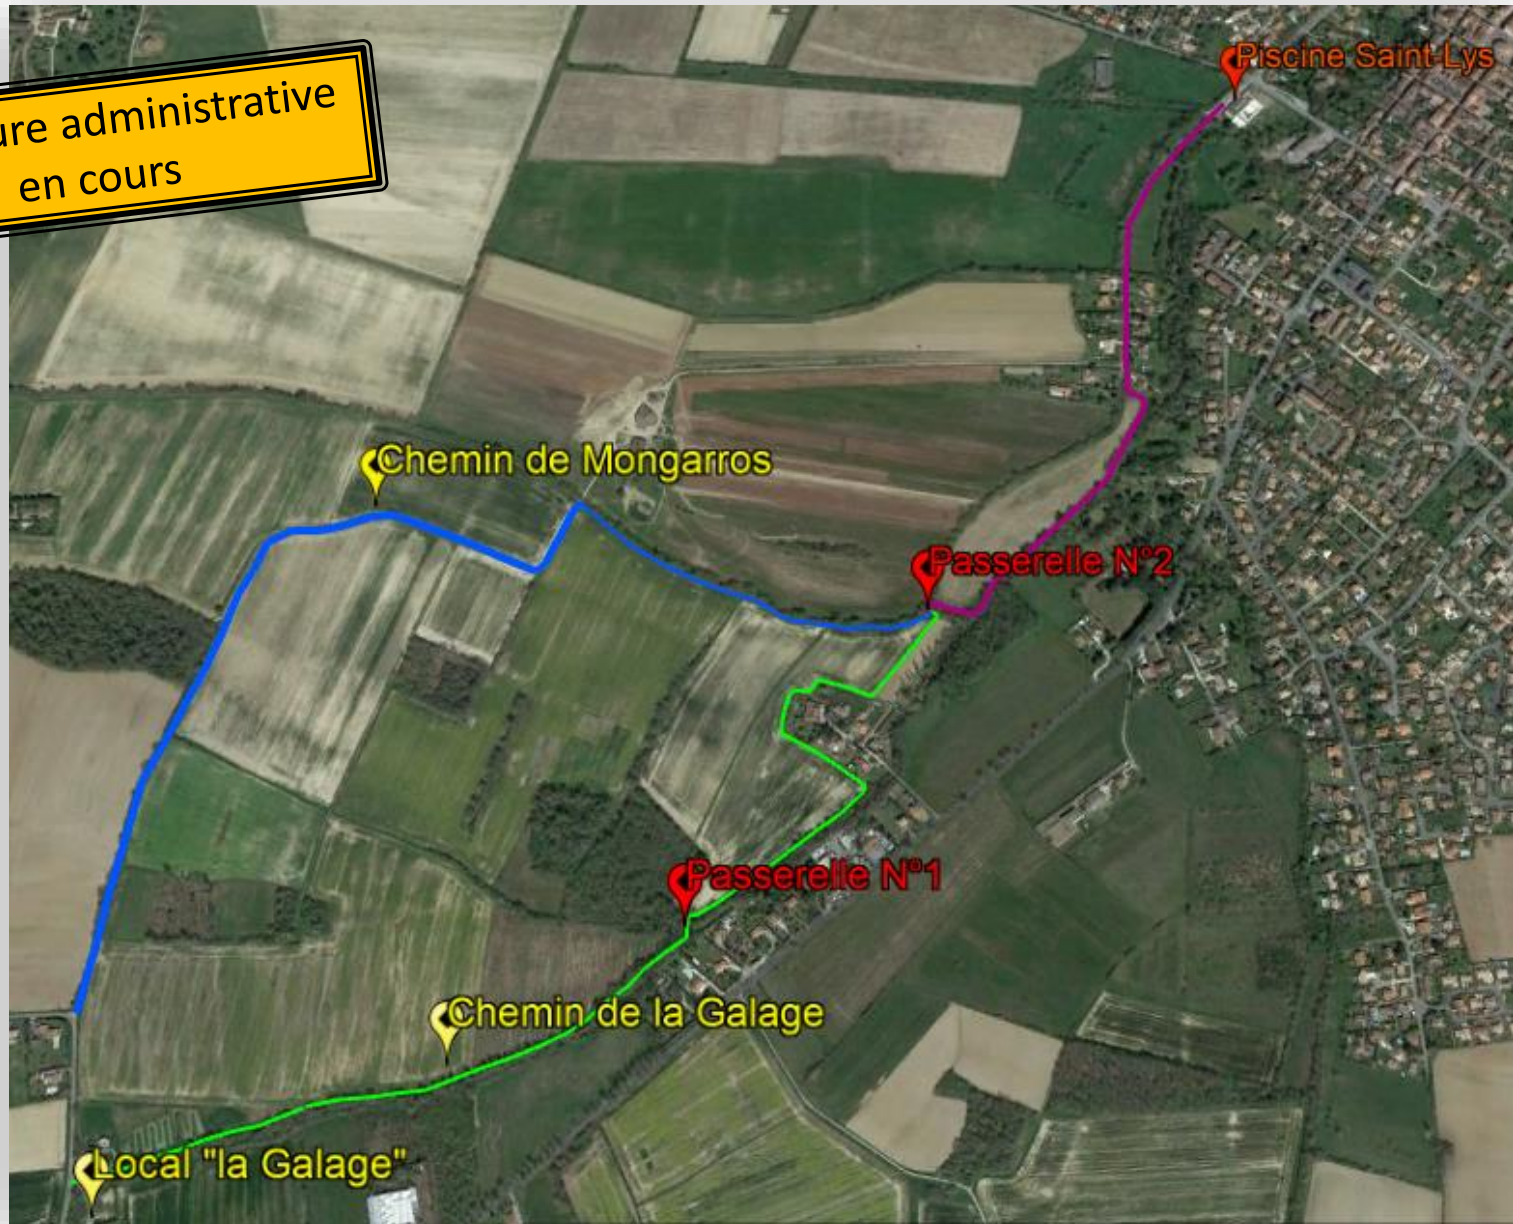 Piscine Saint-Lys
ure administrative
en cours
Chemin de Mongarros
Passerelle N°2
Passerelle N°1
Chemin de la Galage
Local "la Galage"